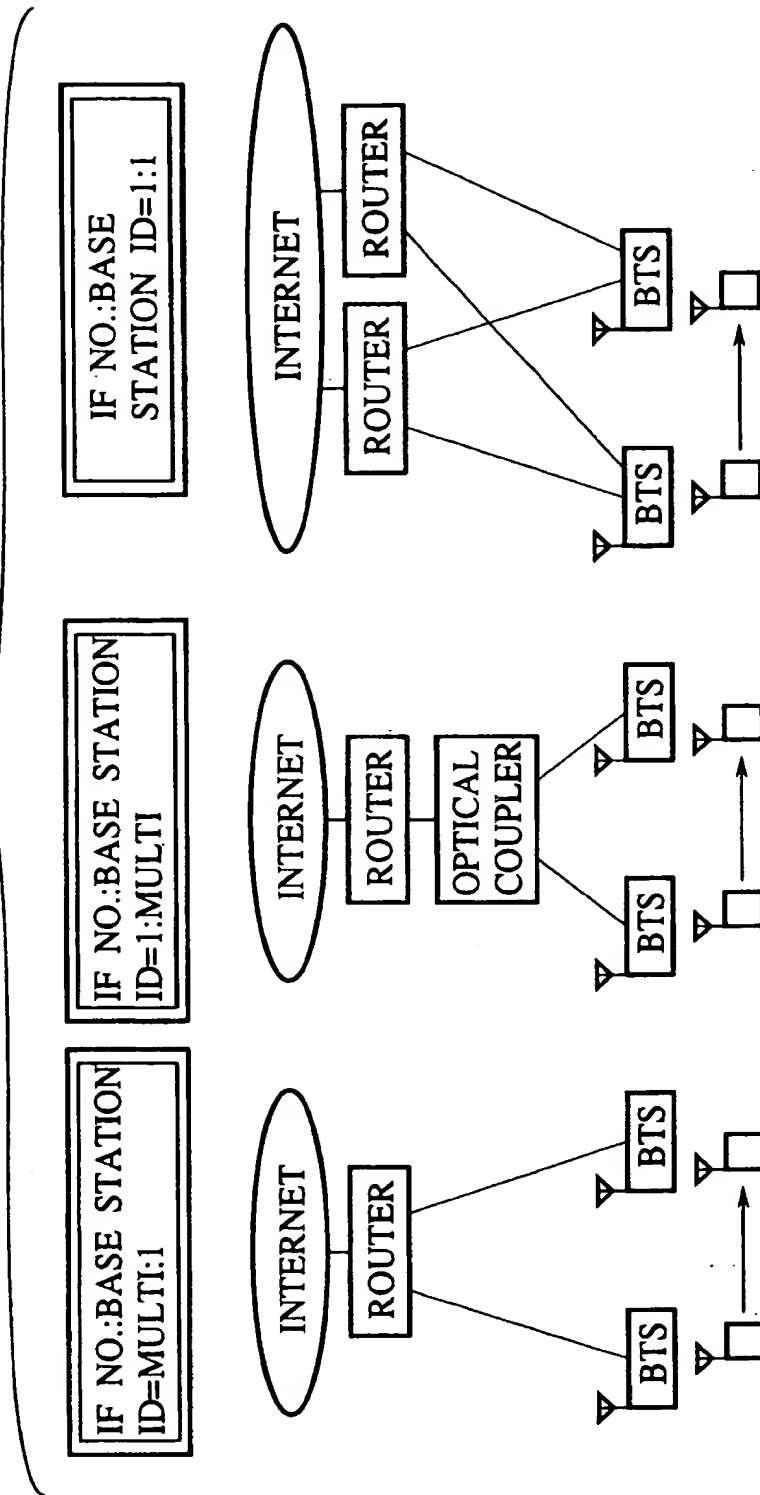 IF NO.:BASE STATION
ID=MULTI:1
INTERNET
ROUTER
BTS
BTS
IF NO.:BASE STATION
ID=1:MULTI
INTERNET
ROUTER
OPTICAL
COUPLER
BTS
BTS
IF NO.:BASE
STATION ID=1:1
INTERNET
ROUTER
ROUTER
BTS
BTS